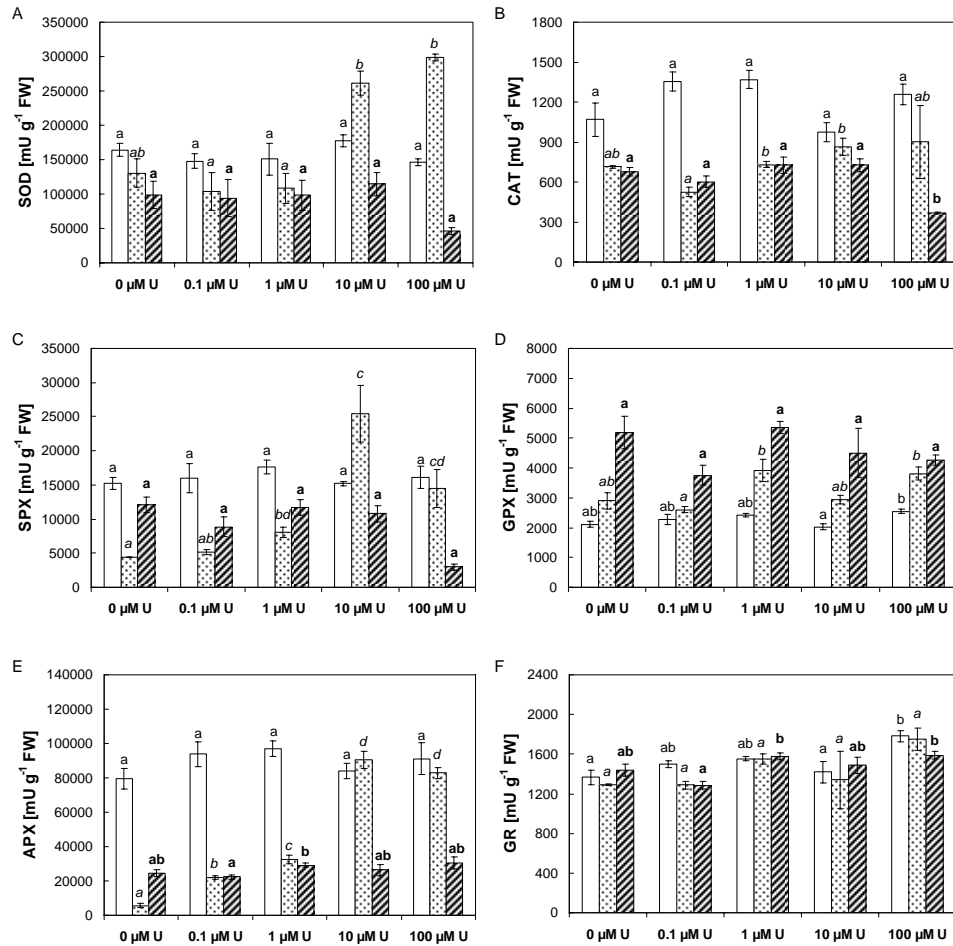 A
SOD [mU g⁻¹ FW]
350000
300000
250000
200000
150000
100000
50000
0
a ab a
a a a
a a a
a b a
a b a
0 µM U 0.1 µM U 1 µM U 10 µM U 100 µM U
B
CAT [mU g⁻¹ FW]
1800
1500
1200
900
600
300
0
a ab a
a a a
a b a
a b a
a ab b
0 µM U 0.1 µM U 1 µM U 10 µM U 100 µM U
C
SPX [mU g⁻¹ FW]
35000
30000
25000
20000
15000
10000
5000
0
a a a
a ab a
a bd a
a c a
a cd a
0 µM U 0.1 µM U 1 µM U 10 µM U 100 µM U
D
GPX [mU g⁻¹ FW]
8000
7000
6000
5000
4000
3000
2000
1000
0
ab ab a
ab a a
ab b a
a ab a
b b a
0 µM U 0.1 µM U 1 µM U 10 µM U 100 µM U
E
APX [mU g⁻¹ FW]
140000
120000
100000
80000
60000
40000
20000
0
a a ab
a b a
a c b
a d ab
a d ab
0 µM U 0.1 µM U 1 µM U 10 µM U 100 µM U
F
GR [mU g⁻¹ FW]
2400
2000
1600
1200
800
400
0
a a ab
ab a a
ab a b
a a ab
b a b
0 µM U 0.1 µM U 1 µM U 10 µM U 100 µM U